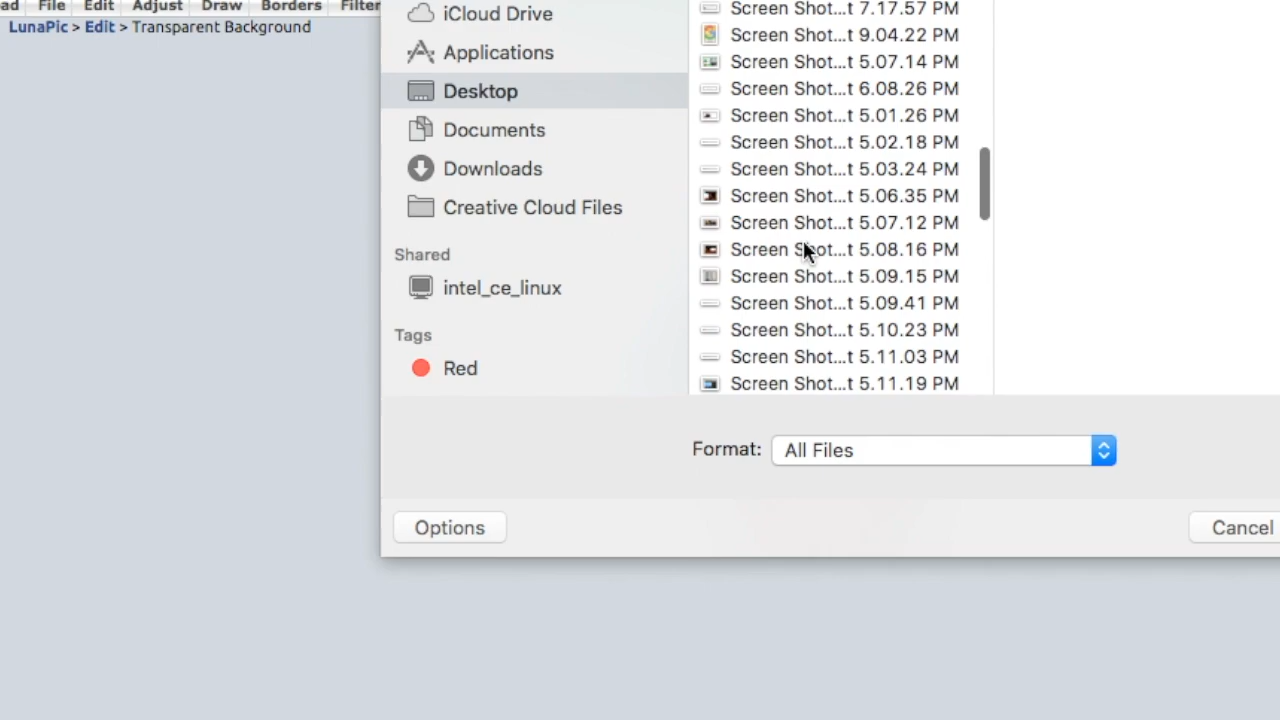 ad File Edit Adjust Draw Borders Filter
LunaPic > Edit > Transparent Background
iCloud Drive
Applications
Desktop
Documents
Downloads
Creative Cloud Files
Shared
intel_ce_linux
Tags
Red
Screen Shot...t 7.17.57 PM
Screen Shot...t 9.04.22 PM
Screen Shot...t 5.07.14 PM
Screen Shot...t 6.08.26 PM
Screen Shot...t 5.01.26 PM
Screen Shot...t 5.02.18 PM
Screen Shot...t 5.03.24 PM
Screen Shot...t 5.06.35 PM
Screen Shot...t 5.07.12 PM
Screen Shot...t 5.08.16 PM
Screen Shot...t 5.09.15 PM
Screen Shot...t 5.09.41 PM
Screen Shot...t 5.10.23 PM
Screen Shot...t 5.11.03 PM
Screen Shot...t 5.11.19 PM
Format: All Files
Options Cancel